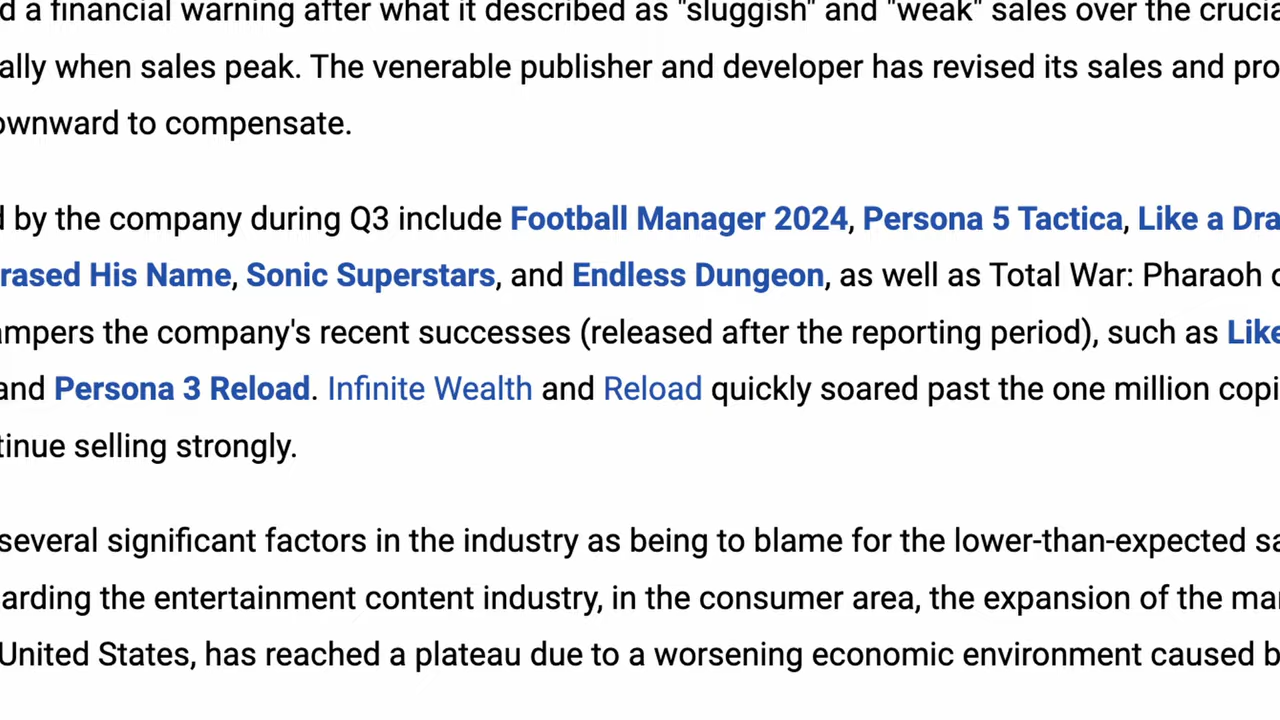 d a financial warning after what it described as "sluggish" and "weak" sales over the crucia
ally when sales peak. The venerable publisher and developer has revised its sales and pro
ownward to compensate.
d by the company during Q3 include Football Manager 2024, Persona 5 Tactica, Like a Dra
rased His Name, Sonic Superstars, and Endless Dungeon, as well as Total War: Pharaoh
ampers the company's recent successes (released after the reporting period), such as Like
and Persona 3 Reload. Infinite Wealth and Reload quickly soared past the one million copi
tinue selling strongly.
several significant factors in the industry as being to blame for the lower-than-expected sa
arding the entertainment content industry, in the consumer area, the expansion of the mar
United States, has reached a plateau due to a worsening economic environment caused b